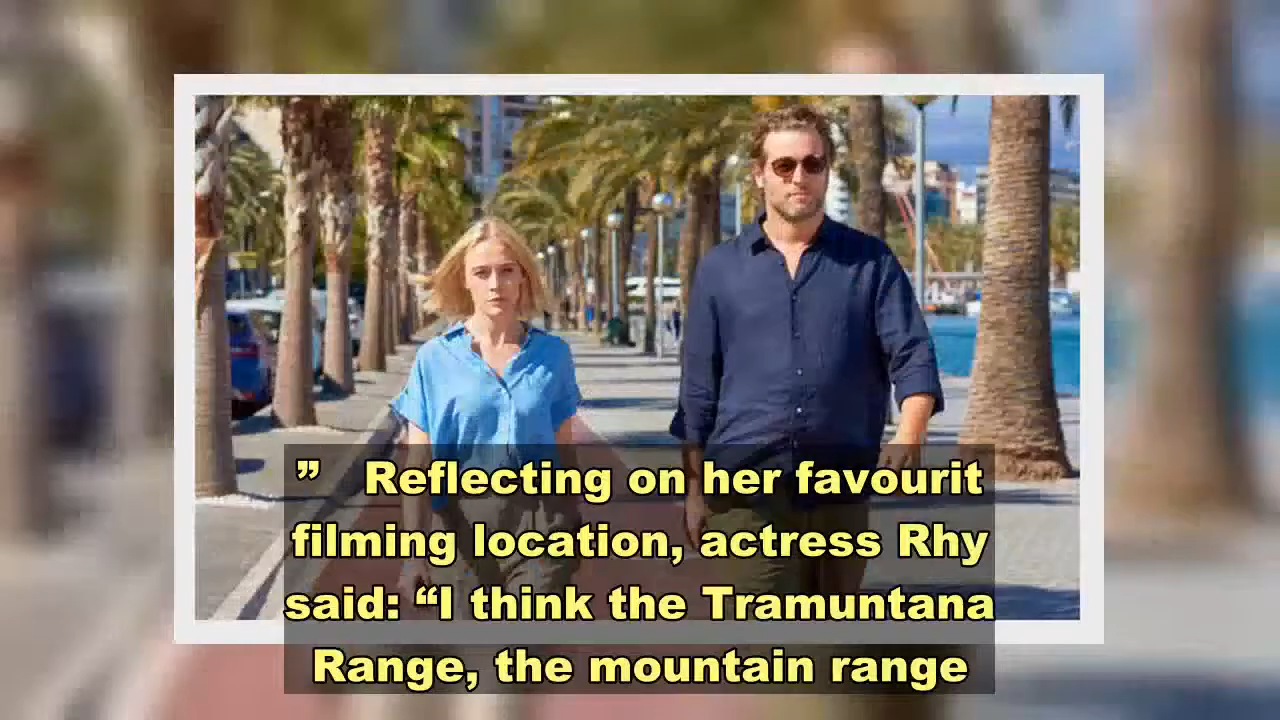 ” Reflecting on her favourit
filming location, actress Rhy
said: “I think the Tramuntana
Range, the mountain range